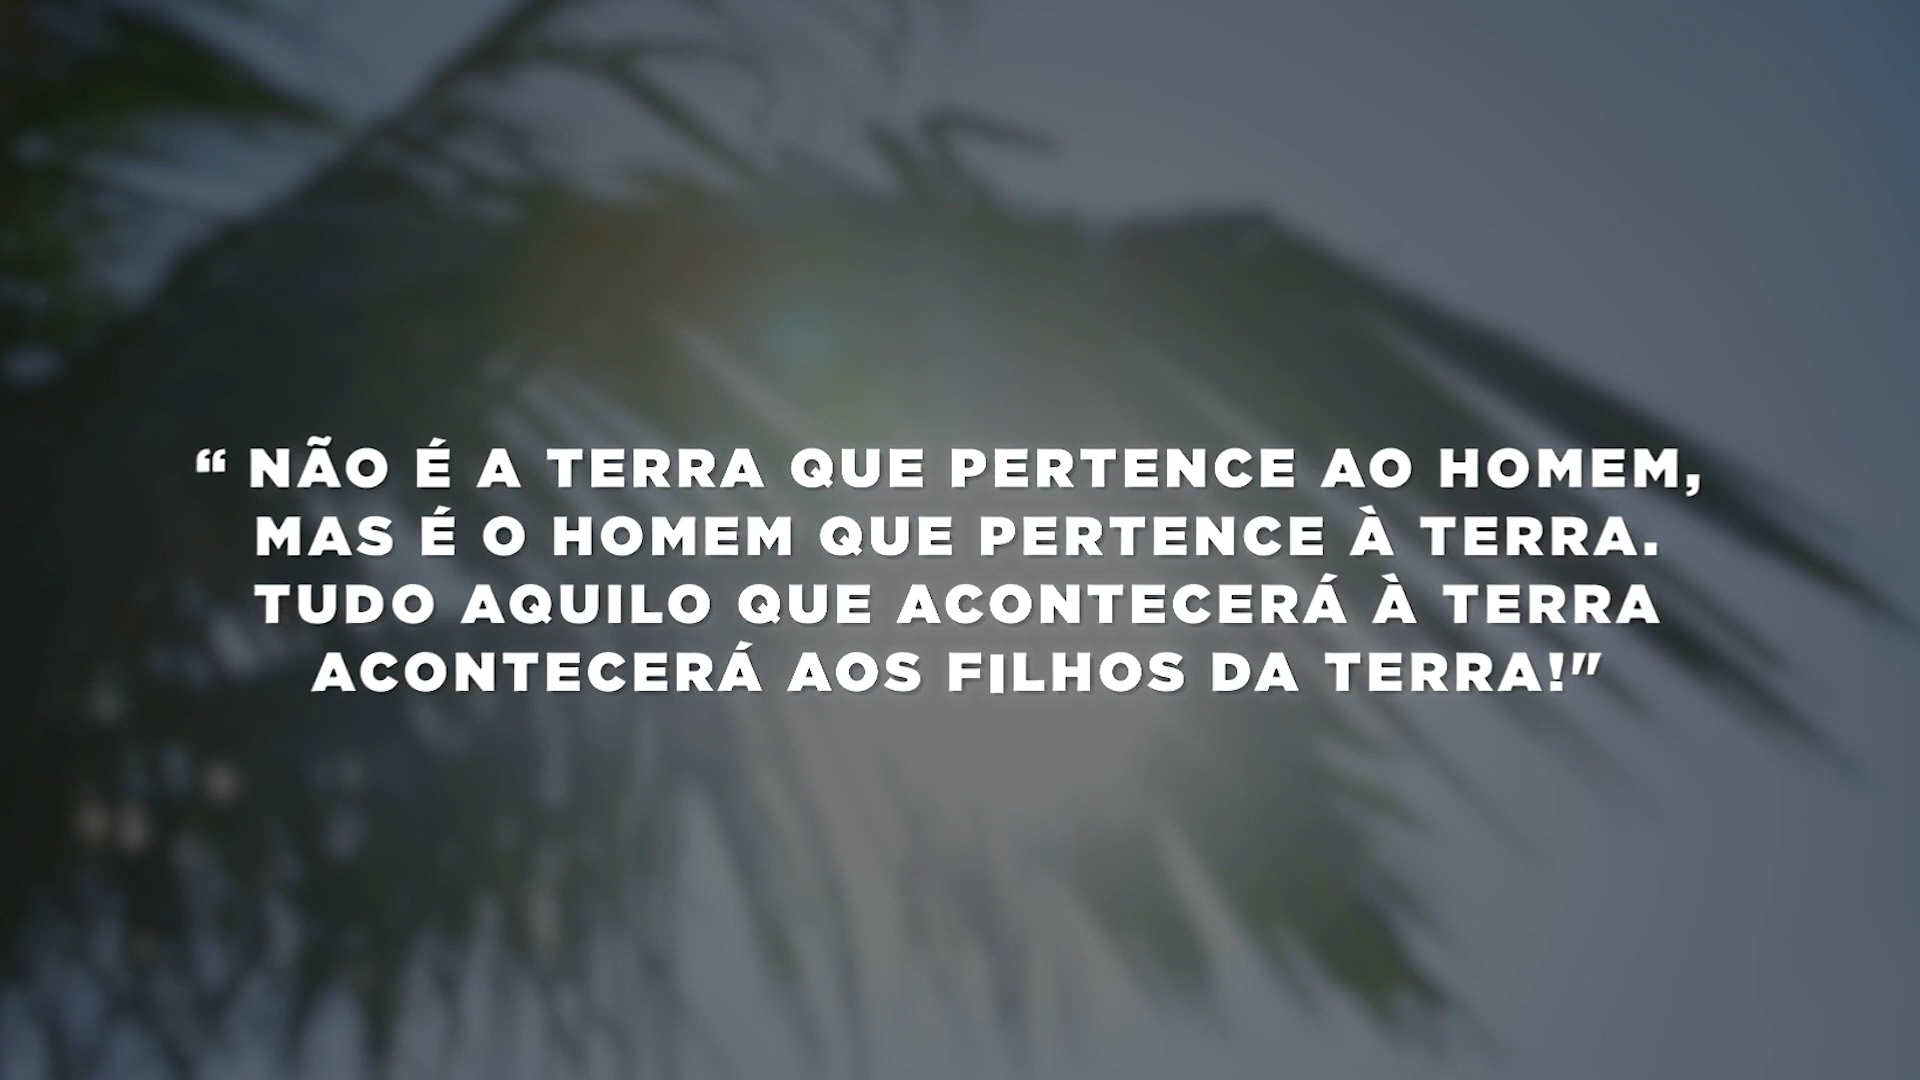 “ NÃO É A TERRA QUE PERTENCE AO HOMEM,
MAS É O HOMEM QUE PERTENCE À TERRA.
TUDO AQUILO QUE ACONTECERÁ À TERRA
ACONTECERÁ AOS FILHOS DA TERRA!"